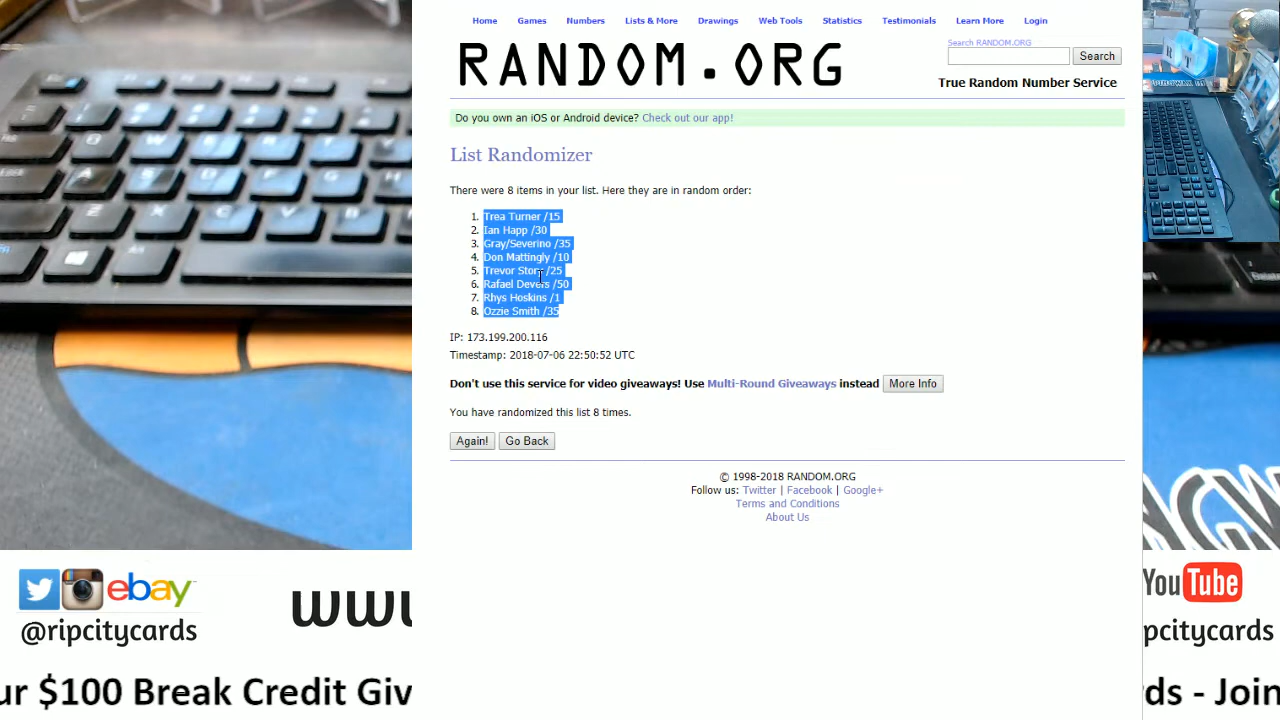 Home Games Numbers Lists & More Drawings Web Tools Statistics Testimonials Learn More Login
RANDOM.ORG
Search RANDOM.ORG
Search
True Random Number Service
Do you own an iOS or Android device? Check out our app!
List Randomizer
There were 8 items in your list. Here they are in random order:
1. Trea Turner /15
2. Ian Happ /30
3. Gray/Severino /35
4. Don Mattingly /10
5. Trevor Story /25
6. Rafael Devers /50
7. Rhys Hoskins /1
8. Ozzie Smith /35
IP: 173.199.200.116
Timestamp: 2018-07-06 22:50:52 UTC
Don't use this service for video giveaways! Use Multi-Round Giveaways instead More Info
You have randomized this list 8 times.
Again! Go Back
© 1998-2018 RANDOM.ORG
Follow us: Twitter | Facebook | Google+
Terms and Conditions
About Us
ebay
www
@ripcitycards
YouTube
pcitycards
ur $100 Break Credit Giv
ds - Join